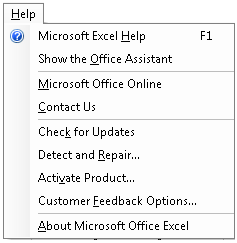 Help
Microsoft Excel Help F1
Show the Office Assistant
Microsoft Office Online
Contact Us
Check for Updates
Detect and Repair...
Activate Product...
Customer Feedback Options...
About Microsoft Office Excel